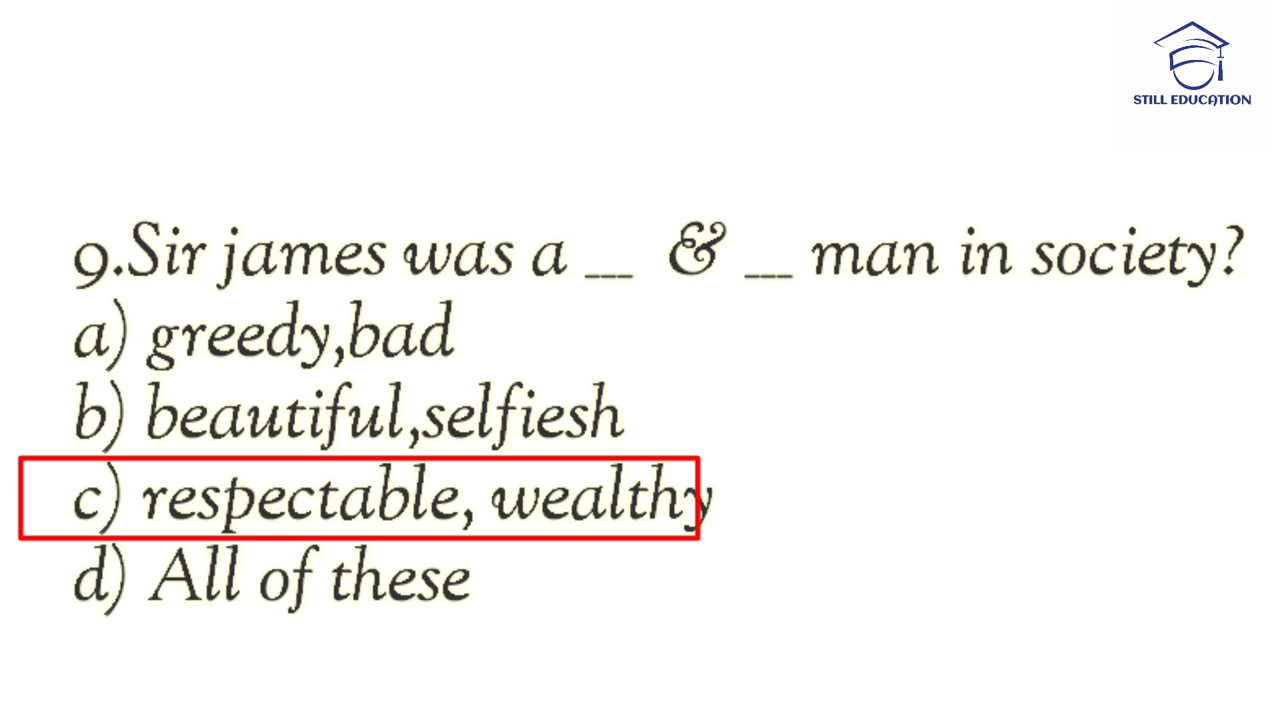 STILL EDUCATION
9.Sir james was a __ & __ man in society?
a) greedy,bad
b) beautiful,selfiesh
c) respectable, wealthy
d) All of these